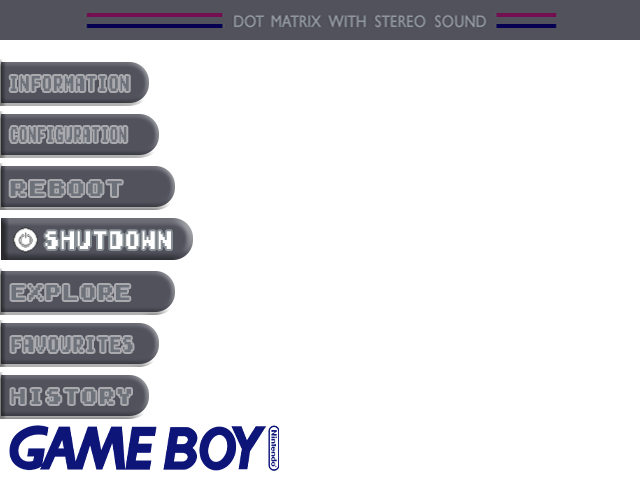 DOT MATRIX WITH STEREO SOUND
INFORMATION
CONFIGURATION
REBOOT
SHUTDOWN
EXPLORE
FAVOURITES
HISTORY
GAME BOY Nintendo